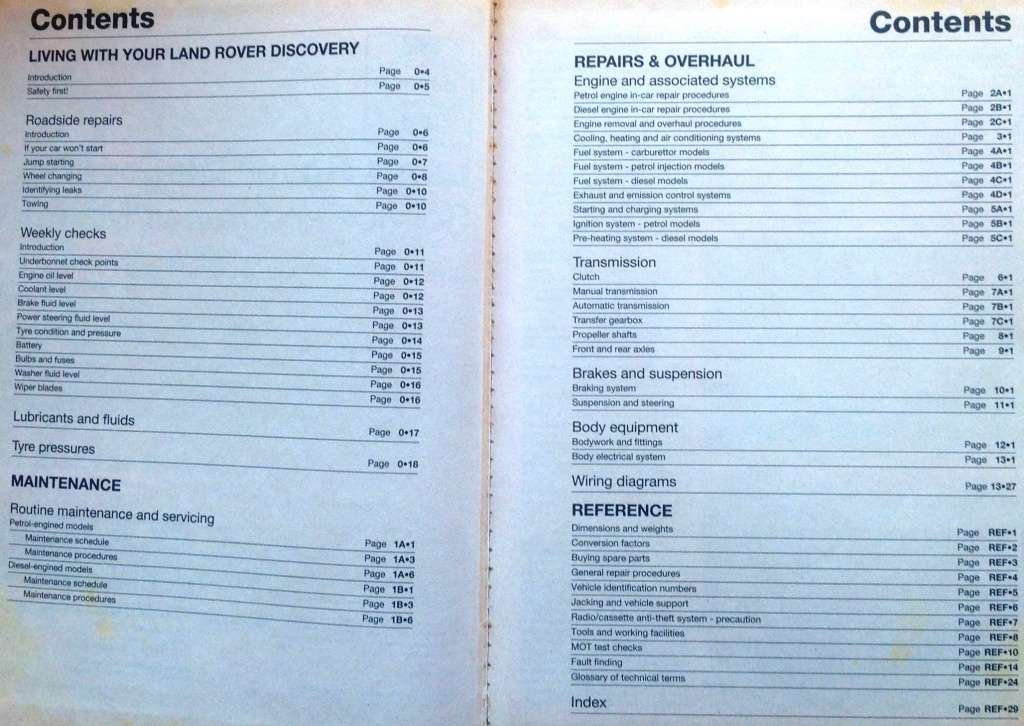 Contents
LIVING WITH YOUR LAND ROVER DISCOVERY
Introduction Page 0•4
Safety first! Page 0•5
Roadside repairs
Introduction Page 0•6
If your car won't start Page 0•6
Jump starting Page 0•7
Wheel changing Page 0•8
Identifying leaks Page 0•10
Towing Page 0•10
Weekly checks
Introduction Page 0•11
Underbonnet check points Page 0•11
Engine oil level Page 0•12
Coolant level Page 0•12
Brake fluid level Page 0•13
Power steering fluid level Page 0•13
Tyre condition and pressure Page 0•14
Battery Page 0•15
Bulbs and fuses Page 0•15
Washer fluid level Page 0•16
Wiper blades Page 0•16
Lubricants and fluids Page 0•17
Tyre pressures Page 0•18
MAINTENANCE
Routine maintenance and servicing
Petrol-engined models Page 1A•1
Maintenance schedule Page 1A•3
Maintenance procedures Page 1A•6
Diesel-engined models Page 1B•1
Maintenance schedule Page 1B•3
Maintenance procedures Page 1B•6
Contents
REPAIRS & OVERHAUL
Engine and associated systems
Petrol engine in-car repair procedures Page 2A•1
Diesel engine in-car repair procedures Page 2B•1
Engine removal and overhaul procedures Page 2C•1
Cooling, heating and air conditioning systems Page 3•1
Fuel system - carburettor models Page 4A•1
Fuel system - petrol injection models Page 4B•1
Fuel system - diesel models Page 4C•1
Exhaust and emission control systems Page 4D•1
Starting and charging systems Page 5A•1
Ignition system - petrol models Page 5B•1
Pre-heating system - diesel models Page 5C•1
Transmission
Clutch Page 6•1
Manual transmission Page 7A•1
Automatic transmission Page 7B•1
Transfer gearbox Page 7C•1
Propeller shafts Page 8•1
Front and rear axles Page 9•1
Brakes and suspension
Braking system Page 10•1
Suspension and steering Page 11•1
Body equipment
Bodywork and fittings Page 12•1
Body electrical system Page 13•1
Wiring diagrams Page 13•27
REFERENCE
Dimensions and weights Page REF•1
Conversion factors Page REF•2
Buying spare parts Page REF•3
General repair procedures Page REF•4
Vehicle identification numbers Page REF•5
Jacking and vehicle support Page REF•6
Radio/cassette anti-theft system - precaution Page REF•7
Tools and working facilities Page REF•8
MOT test checks Page REF•10
Fault finding Page REF•14
Glossary of technical terms Page REF•24
Index Page REF•29